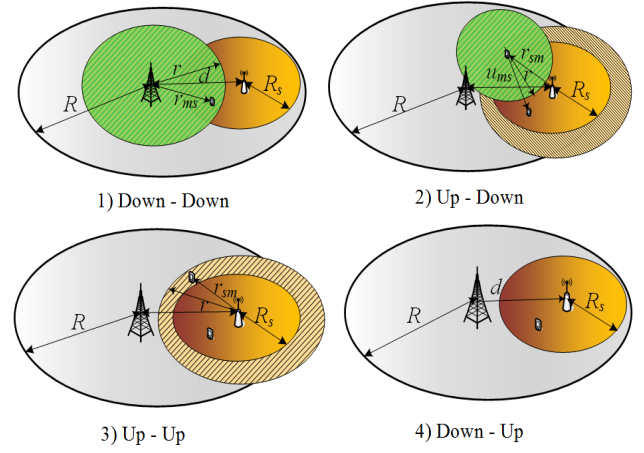 R r d r_ms R_s
1) Down - Down
R u_ms r_sm r R_s
2) Up - Down
R r_sm r R_s
3) Up - Up
R d R_s
4) Down - Up